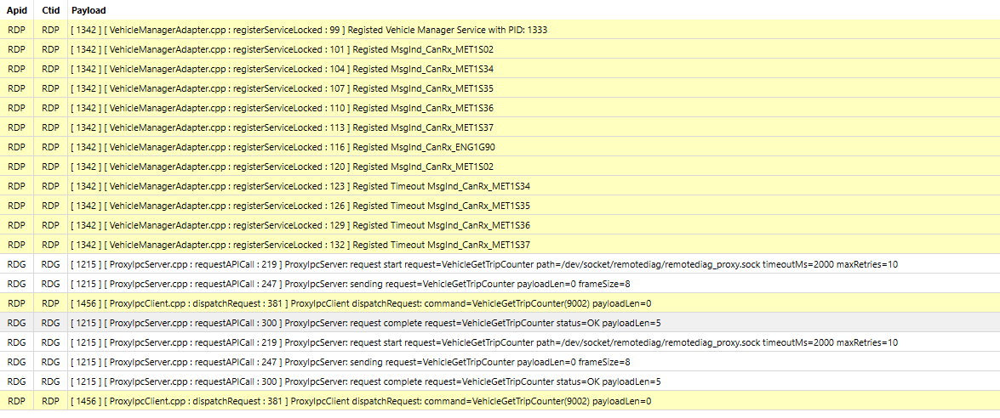 Apid Ctid Payload
RDP RDP [ 1342 ] [ VehicleManagerAdapter.cpp : registerServiceLocked : 99 ] Registed Vehicle Manager Service with PID: 1333
RDP RDP [ 1342 ] [ VehicleManagerAdapter.cpp : registerServiceLocked : 101 ] Registed MsgInd_CanRx_MET1S02
RDP RDP [ 1342 ] [ VehicleManagerAdapter.cpp : registerServiceLocked : 104 ] Registed MsgInd_CanRx_MET1S34
RDP RDP [ 1342 ] [ VehicleManagerAdapter.cpp : registerServiceLocked : 107 ] Registed MsgInd_CanRx_MET1S35
RDP RDP [ 1342 ] [ VehicleManagerAdapter.cpp : registerServiceLocked : 110 ] Registed MsgInd_CanRx_MET1S36
RDP RDP [ 1342 ] [ VehicleManagerAdapter.cpp : registerServiceLocked : 113 ] Registed MsgInd_CanRx_MET1S37
RDP RDP [ 1342 ] [ VehicleManagerAdapter.cpp : registerServiceLocked : 116 ] Registed MsgInd_CanRx_ENG1G90
RDP RDP [ 1342 ] [ VehicleManagerAdapter.cpp : registerServiceLocked : 120 ] Registed MsgInd_CanRx_MET1S02
RDP RDP [ 1342 ] [ VehicleManagerAdapter.cpp : registerServiceLocked : 123 ] Registed Timeout MsgInd_CanRx_MET1S34
RDP RDP [ 1342 ] [ VehicleManagerAdapter.cpp : registerServiceLocked : 126 ] Registed Timeout MsgInd_CanRx_MET1S35
RDP RDP [ 1342 ] [ VehicleManagerAdapter.cpp : registerServiceLocked : 129 ] Registed Timeout MsgInd_CanRx_MET1S36
RDP RDP [ 1342 ] [ VehicleManagerAdapter.cpp : registerServiceLocked : 132 ] Registed Timeout MsgInd_CanRx_MET1S37
RDG RDG [ 1215 ] [ ProxyIpcServer.cpp : requestAPICall : 219 ] ProxyIpcServer: request start request=VehicleGetTripCounter path=/dev/socket/remotediag/remotediag_proxy.sock timeoutMs=2000 maxRetries=10
RDG RDG [ 1215 ] [ ProxyIpcServer.cpp : requestAPICall : 247 ] ProxyIpcServer: sending request=VehicleGetTripCounter payloadLen=0 frameSize=8
RDP RDP [ 1456 ] [ ProxyIpcClient.cpp : dispatchRequest : 381 ] ProxyIpcClient dispatchRequest: command=VehicleGetTripCounter(9002) payloadLen=0
RDG RDG [ 1215 ] [ ProxyIpcServer.cpp : requestAPICall : 300 ] ProxyIpcServer: request complete request=VehicleGetTripCounter status=OK payloadLen=5
RDG RDG [ 1215 ] [ ProxyIpcServer.cpp : requestAPICall : 219 ] ProxyIpcServer: request start request=VehicleGetTripCounter path=/dev/socket/remotediag/remotediag_proxy.sock timeoutMs=2000 maxRetries=10
RDG RDG [ 1215 ] [ ProxyIpcServer.cpp : requestAPICall : 247 ] ProxyIpcServer: sending request=VehicleGetTripCounter payloadLen=0 frameSize=8
RDG RDG [ 1215 ] [ ProxyIpcServer.cpp : requestAPICall : 300 ] ProxyIpcServer: request complete request=VehicleGetTripCounter status=OK payloadLen=5
RDP RDP [ 1456 ] [ ProxyIpcClient.cpp : dispatchRequest : 381 ] ProxyIpcClient dispatchRequest: command=VehicleGetTripCounter(9002) payloadLen=0